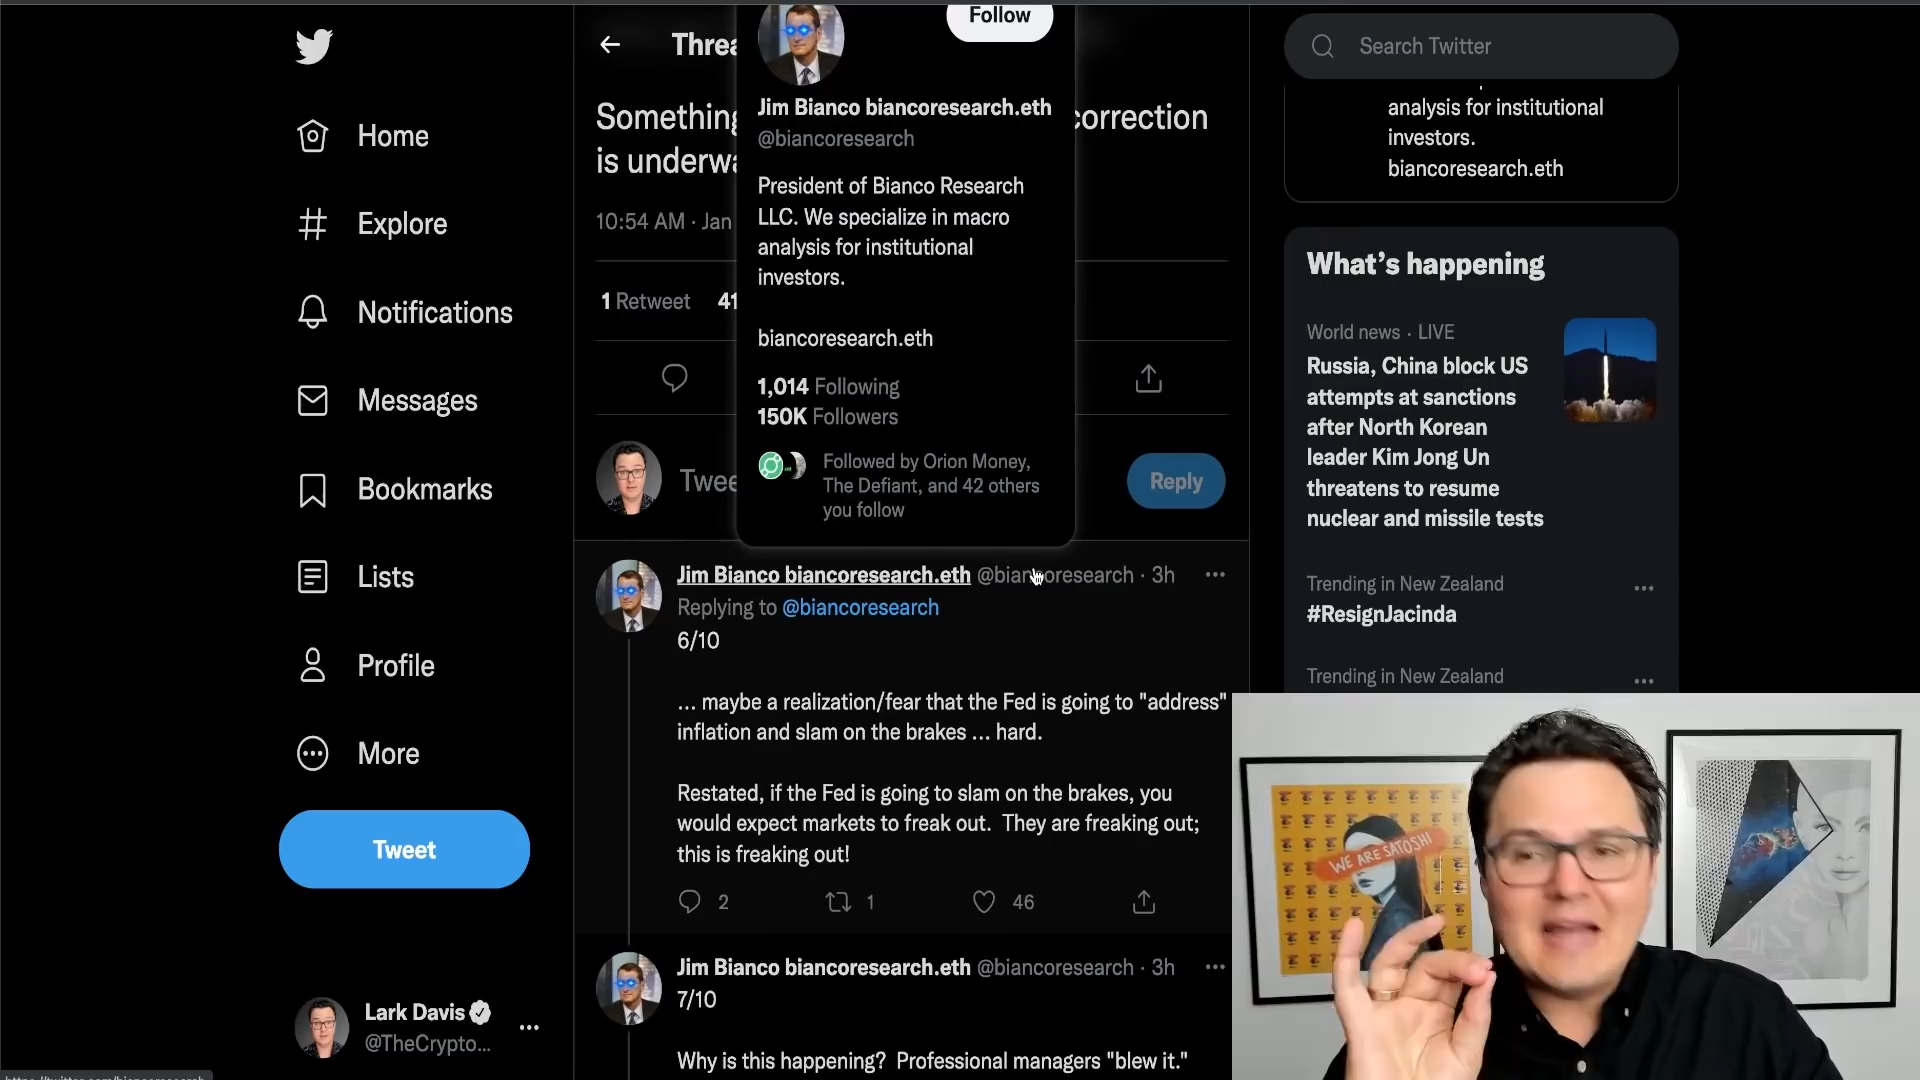 Home
Explore
Notifications
Messages
Bookmarks
Lists
Profile
More
Tweet
Lark Davis
@TheCrypto...
Something
correction
is underwa
10:54 AM · Jan
1 Retweet 41
Reply
Follow
Jim Bianco biancoresearch.eth
@biancoresearch
President of Bianco Research
LLC. We specialize in macro
analysis for institutional
investors.
biancoresearch.eth
1,014 Following
150K Followers
Followed by Orion Money,
The Defiant, and 42 others
you follow
Jim Bianco biancoresearch.eth @biancoresearch · 3h
Replying to @biancoresearch
6/10
... maybe a realization/fear that the Fed is going to "address"
inflation and slam on the brakes ... hard.
Restated, if the Fed is going to slam on the brakes, you
would expect markets to freak out. They are freaking out;
this is freaking out!
2 1 46
Jim Bianco biancoresearch.eth @biancoresearch · 3h
7/10
Why is this happening? Professional managers "blew it."
Search Twitter
analysis for institutional
investors.
biancoresearch.eth
What's happening
World news · LIVE
Russia, China block US
attempts at sanctions
after North Korean
leader Kim Jong Un
threatens to resume
nuclear and missile tests
Trending in New Zealand
#ResignJacinda
Trending in New Zealand
WE ARE SATOSHI